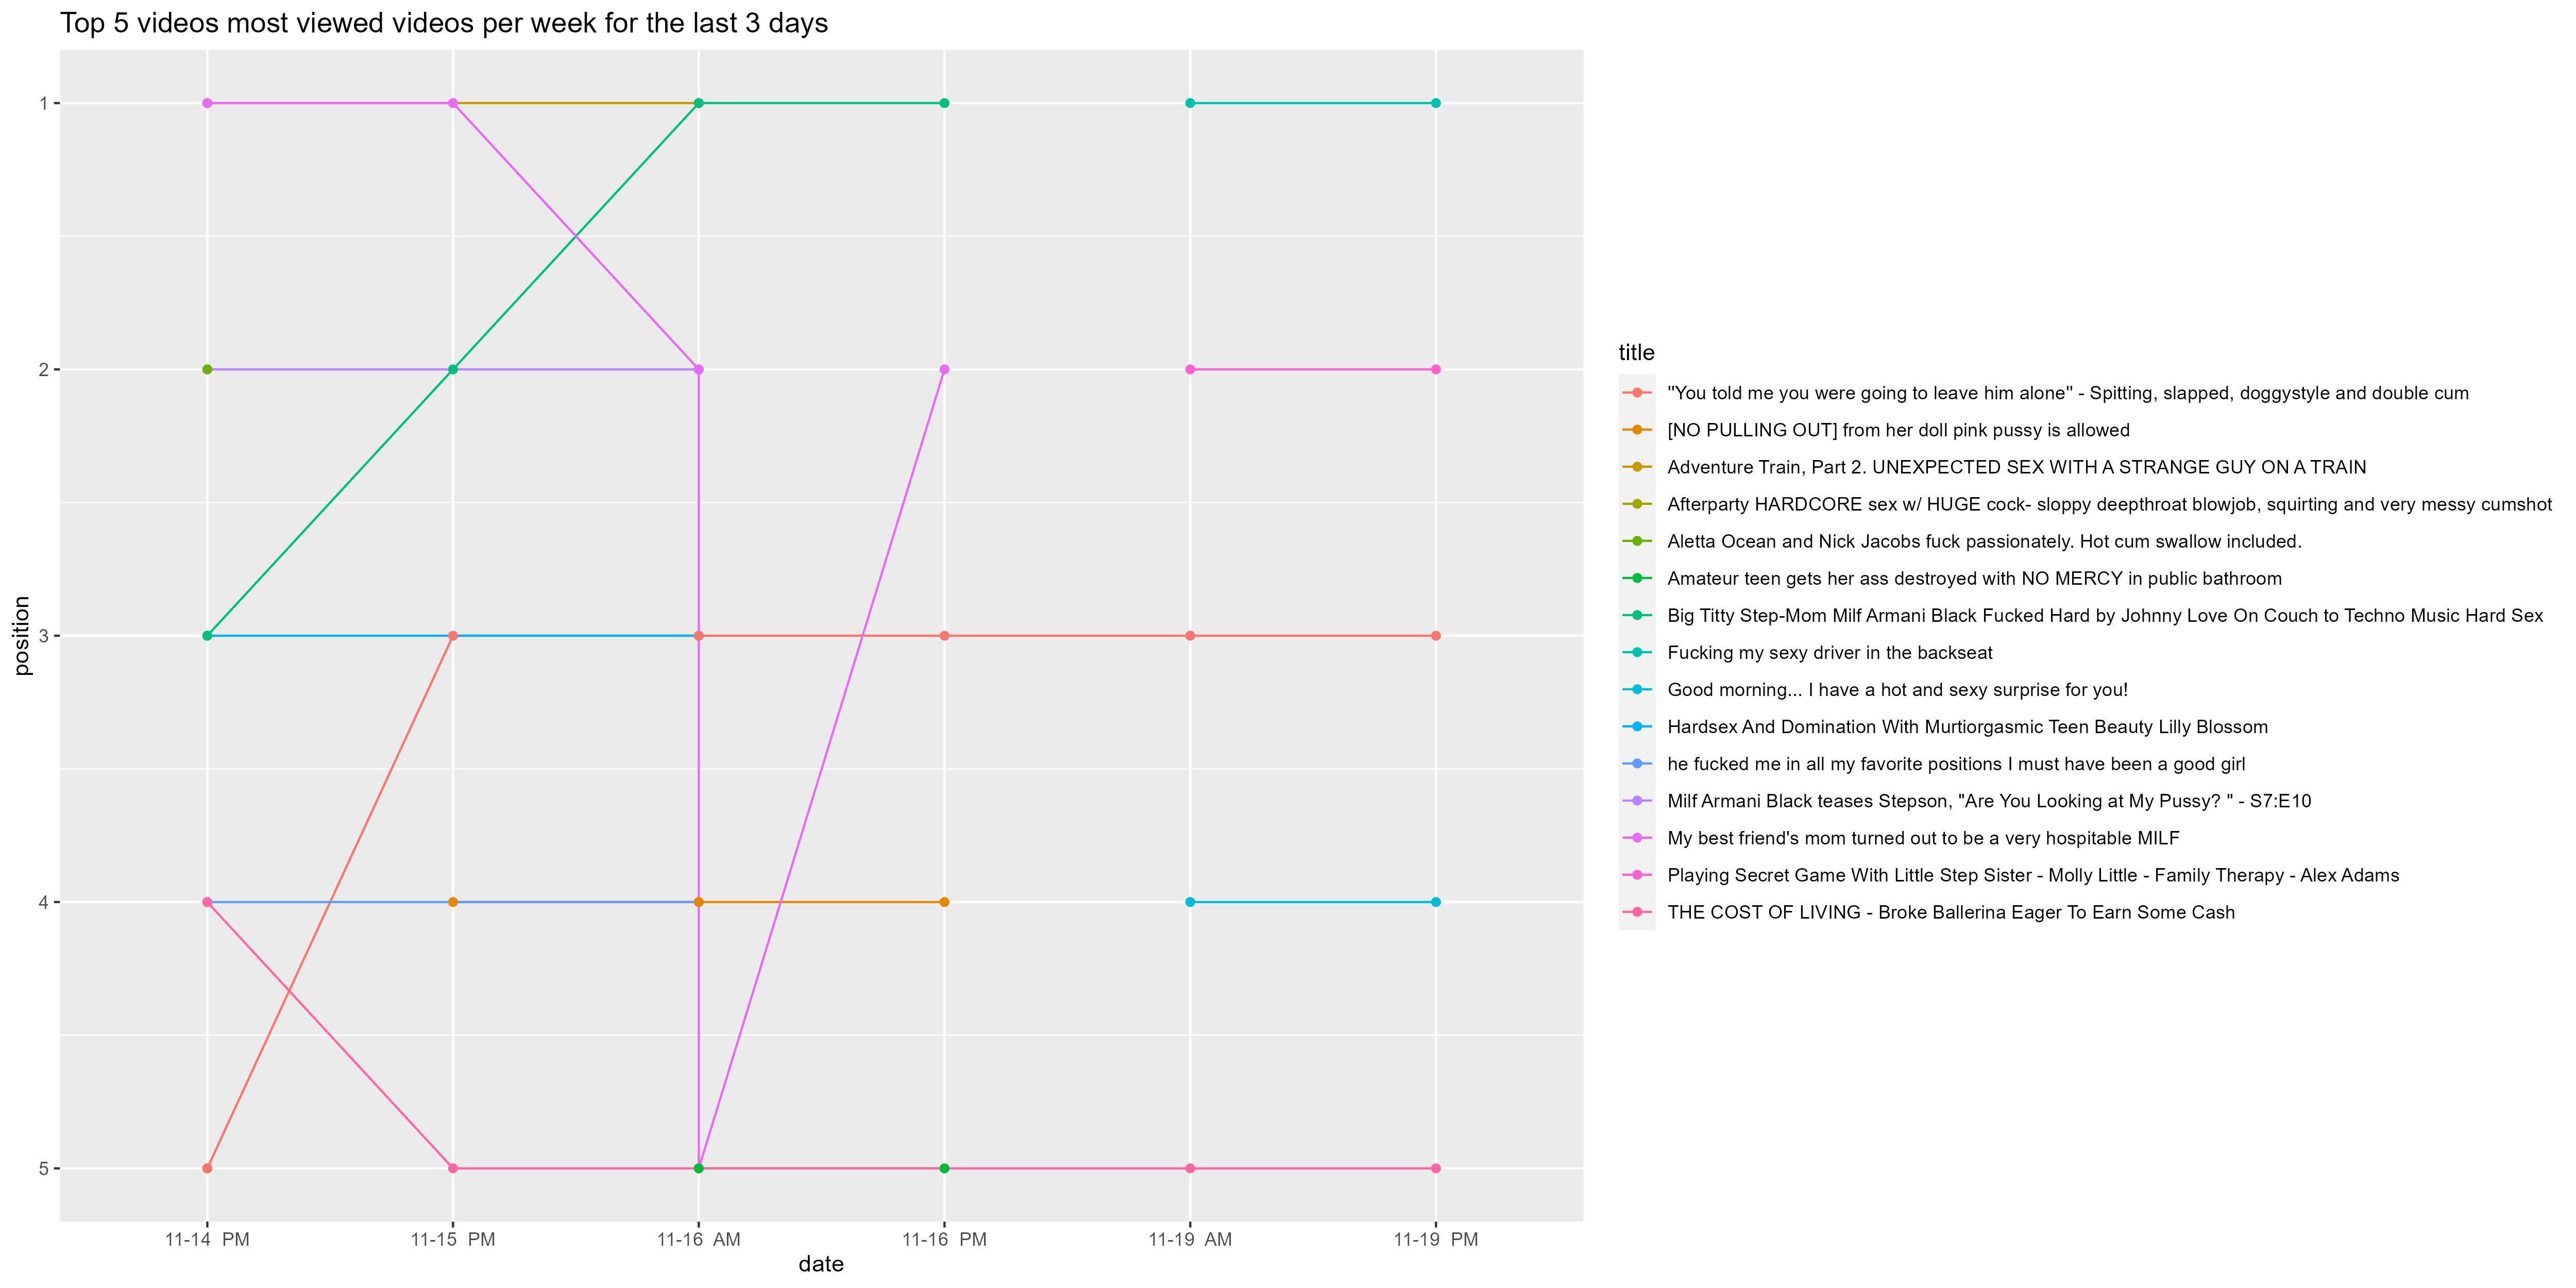 Top 5 videos most viewed videos per week for the last 3 days
position
1
2
3
4
5
11-14 PM
11-15 PM
11-16 AM
11-16 PM
11-19 AM
11-19 PM
date
title
"You told me you were going to leave him alone" - Spitting, slapped, doggystyle and double cum
[NO PULLING OUT] from her doll pink pussy is allowed
Adventure Train, Part 2. UNEXPECTED SEX WITH A STRANGE GUY ON A TRAIN
Afterparty HARDCORE sex w/ HUGE cock- sloppy deepthroat blowjob, squirting and very messy cumshot
Aletta Ocean and Nick Jacobs fuck passionately. Hot cum swallow included.
Amateur teen gets her ass destroyed with NO MERCY in public bathroom
Big Titty Step-Mom Milf Armani Black Fucked Hard by Johnny Love On Couch to Techno Music Hard Sex
Fucking my sexy driver in the backseat
Good morning... I have a hot and sexy surprise for you!
Hardsex And Domination With Murtiorgasmic Teen Beauty Lilly Blossom
he fucked me in all my favorite positions I must have been a good girl
Milf Armani Black teases Stepson, "Are You Looking at My Pussy? " - S7:E10
My best friend's mom turned out to be a very hospitable MILF
Playing Secret Game With Little Step Sister - Molly Little - Family Therapy - Alex Adams
THE COST OF LIVING - Broke Ballerina Eager To Earn Some Cash